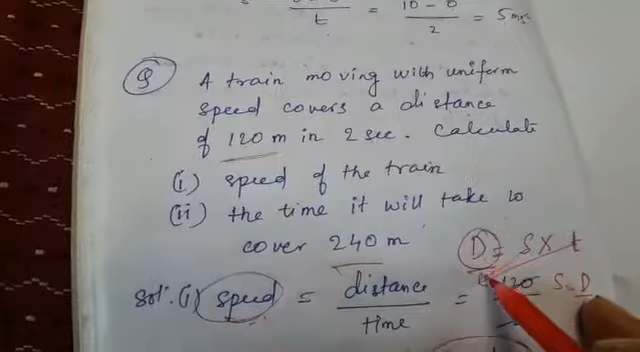 t = 10 - 0 / 2 = 5 m/s²
Q A train moving with uniform
speed covers a distance
of 120 m in 2 sec. Calculate
(i) speed of the train
(ii) the time it will take to
cover 240 m
D = S X t
Sol: (i) speed = distance / time = 120 S = D